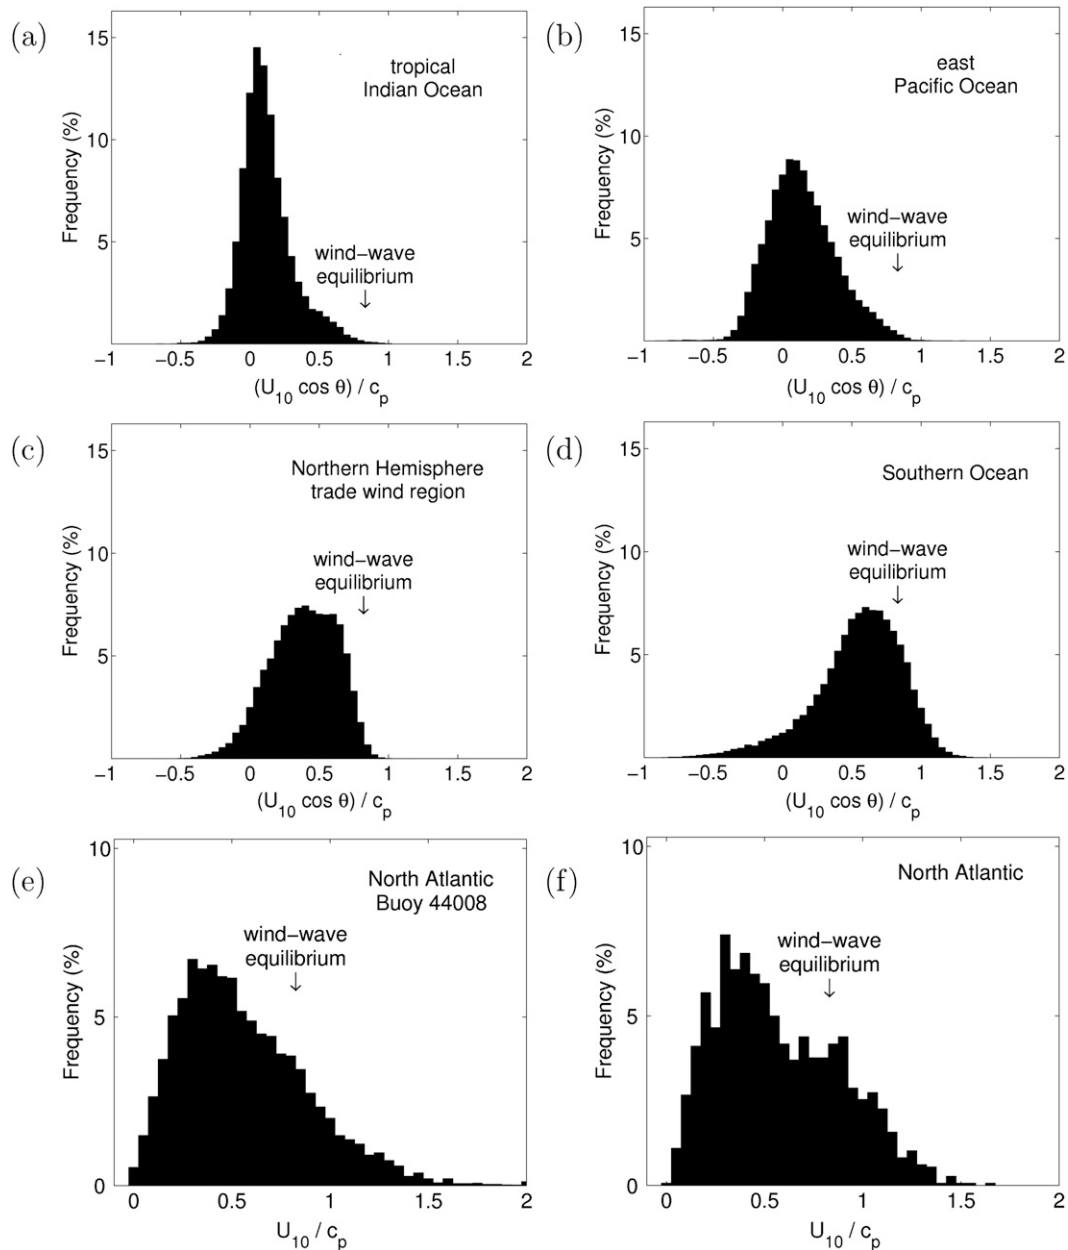 (a)
15
10
5
Frequency (%)
tropical
Indian Ocean
wind−wave
equilibrium
↓
−1 −0.5 0 0.5 1 1.5 2
(U10 cos θ) / cp
(b)
15
10
5
Frequency (%)
east
Pacific Ocean
wind−wave
equilibrium
↓
−1 −0.5 0 0.5 1 1.5 2
(U10 cos θ) / cp
(c)
15
10
5
Frequency (%)
Northern Hemisphere
trade wind region
wind−wave
equilibrium
↓
−1 −0.5 0 0.5 1 1.5 2
(U10 cos θ) / cp
(d)
15
10
5
Frequency (%)
Southern Ocean
wind−wave
equilibrium
↓
−1 −0.5 0 0.5 1 1.5 2
(U10 cos θ) / cp
(e)
10
5
0
Frequency (%)
North Atlantic
Buoy 44008
wind−wave
equilibrium
↓
0 0.5 1 1.5 2
U10 / cp
(f)
10
5
0
Frequency (%)
North Atlantic
wind−wave
equilibrium
↓
0 0.5 1 1.5 2
U10 / cp